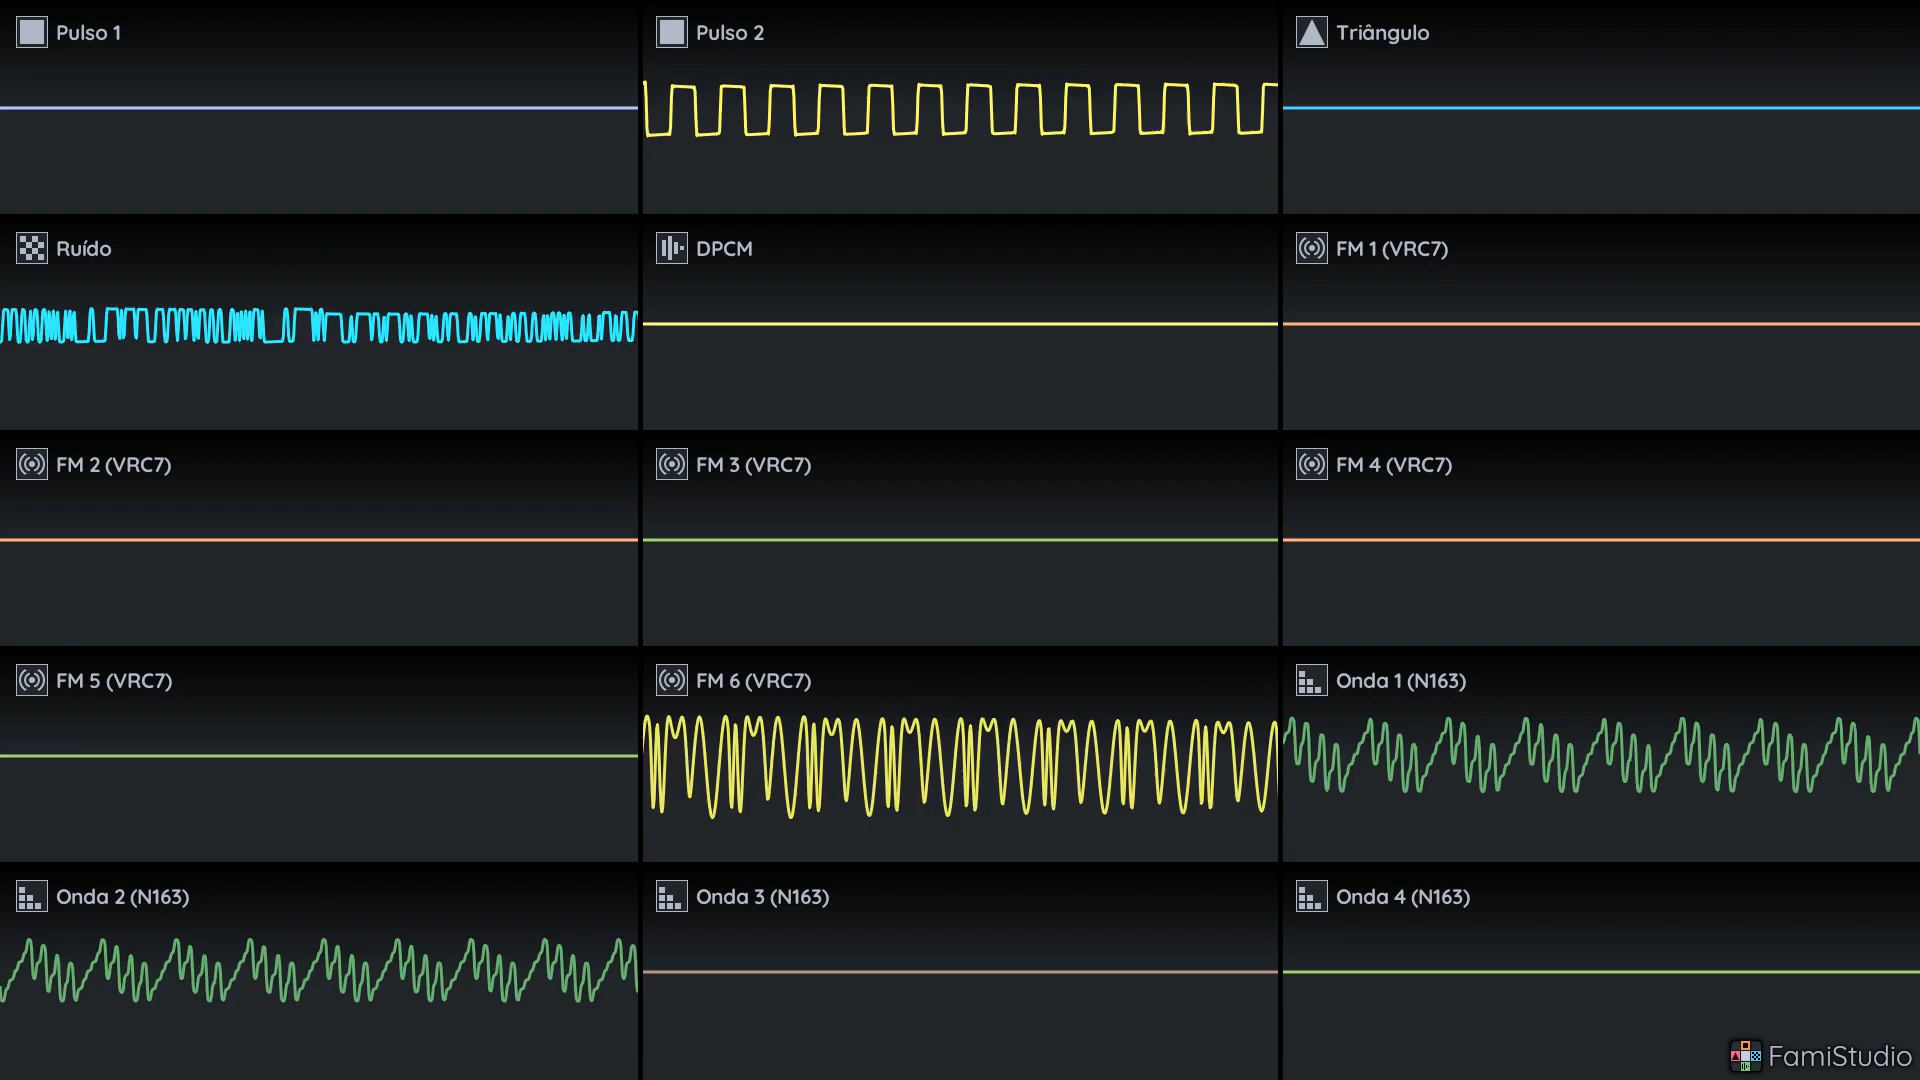 Pulso 1
Pulso 2
Triângulo
Ruído
DPCM
FM 1 (VRC7)
FM 2 (VRC7)
FM 3 (VRC7)
FM 4 (VRC7)
FM 5 (VRC7)
FM 6 (VRC7)
Onda 1 (N163)
Onda 2 (N163)
Onda 3 (N163)
Onda 4 (N163)
FamiStudio